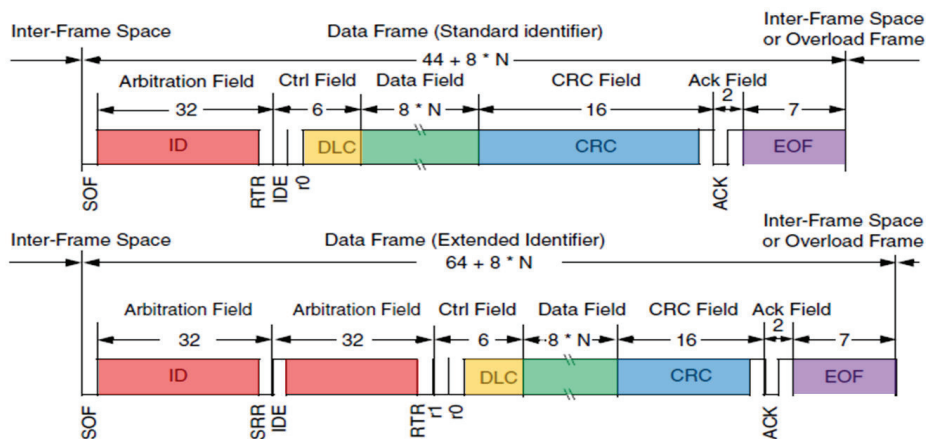 Inter-Frame Space
Data Frame (Standard identifier)
Inter-Frame Space
or Overload Frame
44 + 8 * N
Arbitration Field
Ctrl Field
Data Field
CRC Field
Ack Field
32
6
8 * N
16
2
7
ID
DLC
CRC
EOF
SOF
RTR
IDE
r0
ACK
Inter-Frame Space
Data Frame (Extended Identifier)
Inter-Frame Space
or Overload Frame
64 + 8 * N
Arbitration Field
Arbitration Field
Ctrl Field
Data Field
CRC Field
Ack Field
32
32
6
8 * N
16
2
7
ID
DLC
CRC
EOF
SOF
SRR
IDE
RTR
r1
r0
ACK